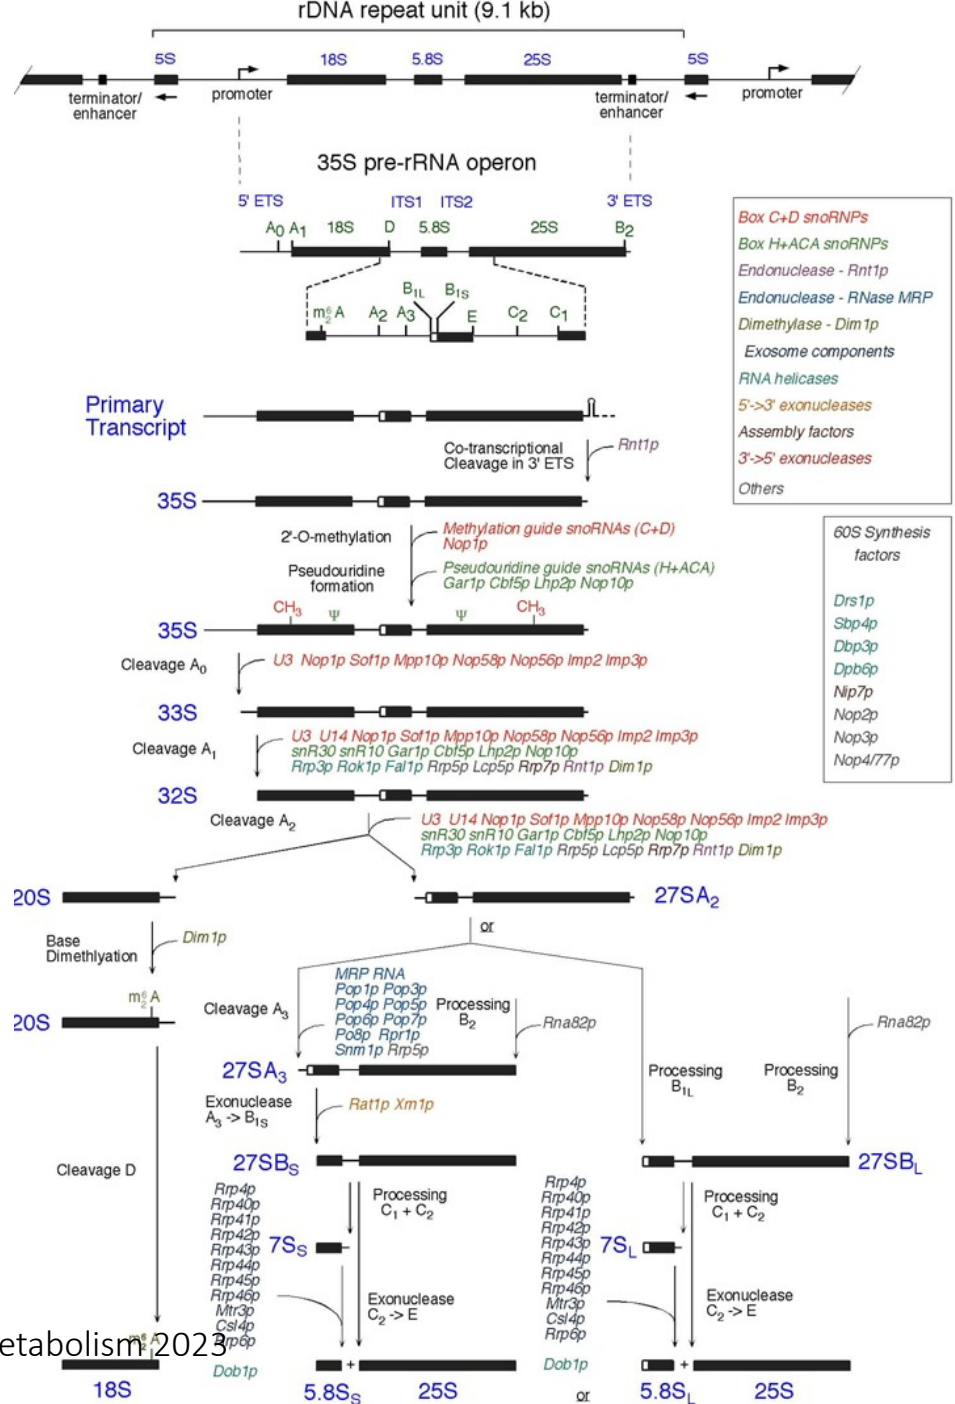 rDNA repeat unit (9.1 kb)
5S 18S 5.8S 25S 5S
terminator/ enhancer promoter terminator/ enhancer promoter
35S pre-rRNA operon
5' ETS ITS1 ITS2 3' ETS
A0 A1 18S D 5.8S 25S B2
B1L B1S
m62A A2 A3 E C2 C1
Box C+D snoRNPs
Box H+ACA snoRNPs
Endonuclease - Rnt1p
Endonuclease - RNase MRP
Dimethylase - Dim1p
Exosome components
RNA helicases
5'->3' exonucleases
Assembly factors
3'->5' exonucleases
Others
60S Synthesis
factors
Drs1p
Sbp4p
Dbp3p
Dpb6p
Nip7p
Nop2p
Nop3p
Nop4/77p
Primary
Transcript
Co-transcriptional
Cleavage in 3' ETS
Rnt1p
35S
2'-O-methylation
Methylation guide snoRNAs (C+D)
Nop1p
Pseudouridine
formation
Pseudouridine guide snoRNAs (H+ACA)
Gar1p Cbf5p Lhp2p Nop10p
CH3 Ψ Ψ CH3
35S
Cleavage A0
U3 Nop1p Sof1p Mpp10p Nop58p Nop56p Imp2 Imp3p
33S
Cleavage A1
U3 U14 Nop1p Sof1p Mpp10p Nop58p Nop56p Imp2 Imp3p
snR30 snR10 Gar1p Cbf5p Lhp2p Nop10p
Rrp3p Rok1p Fal1p Rrp5p Lcp5p Rrp7p Rnt1p Dim1p
32S
Cleavage A2
U3 U14 Nop1p Sof1p Mpp10p Nop58p Nop56p Imp2 Imp3p
snR30 snR10 Gar1p Cbf5p Lhp2p Nop10p
Rrp3p Rok1p Fal1p Rrp5p Lcp5p Rrp7p Rnt1p Dim1p
20S 27SA2
or
Base
Dimethlyation
Dim1p
m62A
20S
Cleavage A3
MRP RNA
Pop1p Pop3p
Pop4p Pop5p
Pop6p Pop7p
Po8p Rpr1p
Snm1p Rrp5p
Processing
B2
Rna82p
27SA3
Exonuclease
A3 -> B1S
Rat1p Xrn1p
Processing
B1L
Processing
B2
Rna82p
27SBS
27SBL
Cleavage D
Rrp4p
Rrp40p
Rrp41p
Rrp42p
Rrp43p
Rrp44p
Rrp45p
Rrp46p
Mtr3p
Csl4p
Rrp6p
Dob1p
Processing
C1 + C2
7SS
Exonuclease
C2 -> E
Rrp4p
Rrp40p
Rrp41p
Rrp42p
Rrp43p
Rrp44p
Rrp45p
Rrp46p
Mtr3p
Csl4p
Rrp6p
Dob1p
Processing
C1 + C2
7SL
Exonuclease
C2 -> E
etabolism 2023
m62A
18S
+
5.8SS 25S
or
+
5.8SL 25S